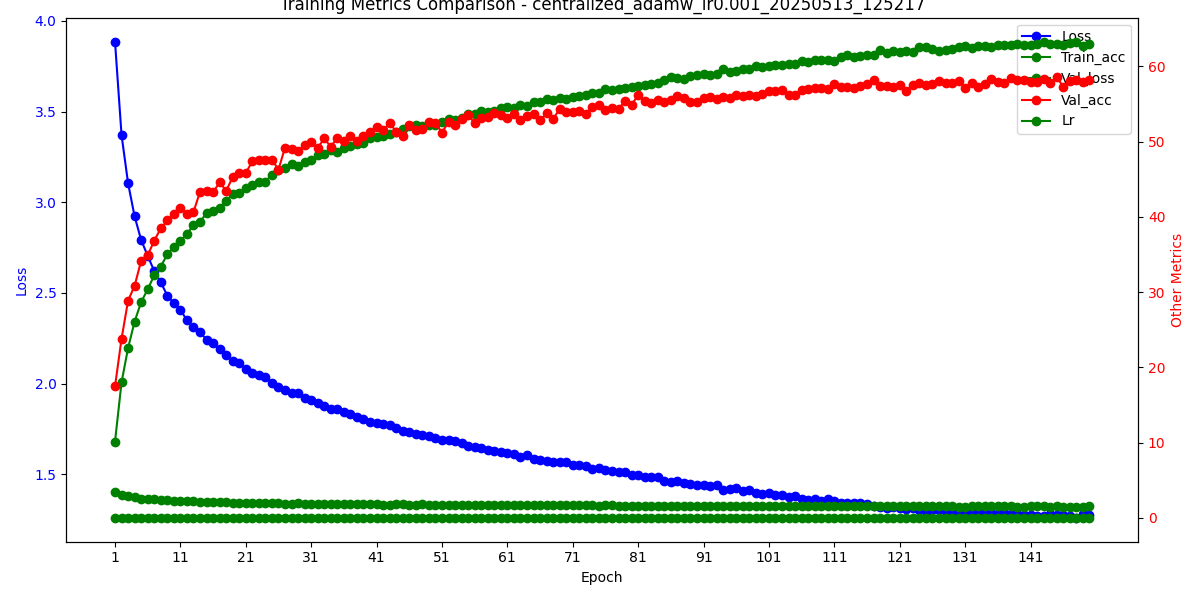 Training Metrics Comparison - centralized_adamw_lr0.001_20250513_125217
Loss
Train_acc
Val_loss
Val_acc
Lr
4.0
3.5
3.0
2.5
2.0
1.5
Loss
60
50
40
30
20
10
0
Other Metrics
1 11 21 31 41 51 61 71 81 91 101 111 121 131 141
Epoch